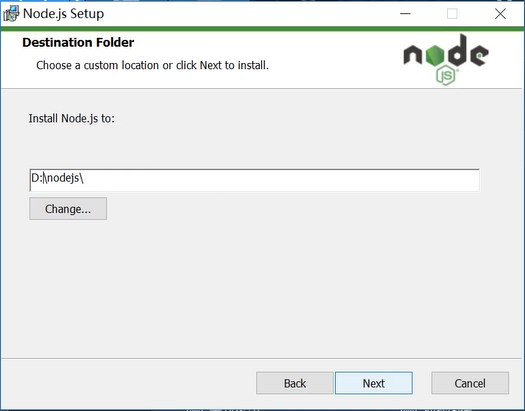 Node.js Setup
Destination Folder
Choose a custom location or click Next to install.
node
JS
Install Node.js to:
D:\nodejs\
Change...
Back
Next
Cancel